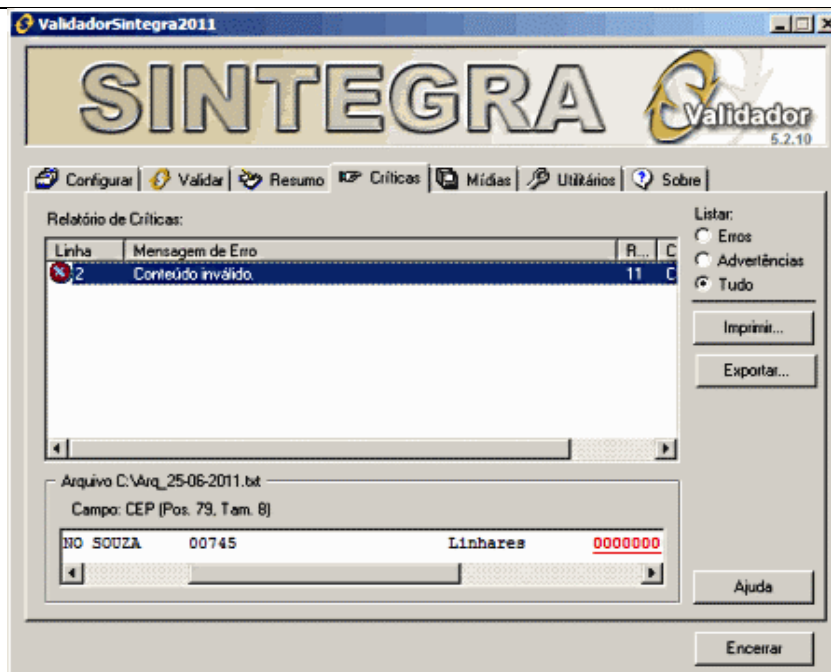 ValidadorSintegra2011
SINTEGRA
Validador
5.2.10
Configurar Validar Resumo Críticas Mídias Utilitários Sobre
Relatório de Críticas:
Linha Mensagem de Erro R... C
2 Conteúdo inválido. 11 C
Listar:
Erros
Advertências
Tudo
Imprimir...
Exportar...
Arquivo C:\Arq_25-06-2011.txt
Campo: CEP (Pos. 79, Tam. 8)
NO SOUZA 00745 Linhares 0000000
Ajuda
Encerrar